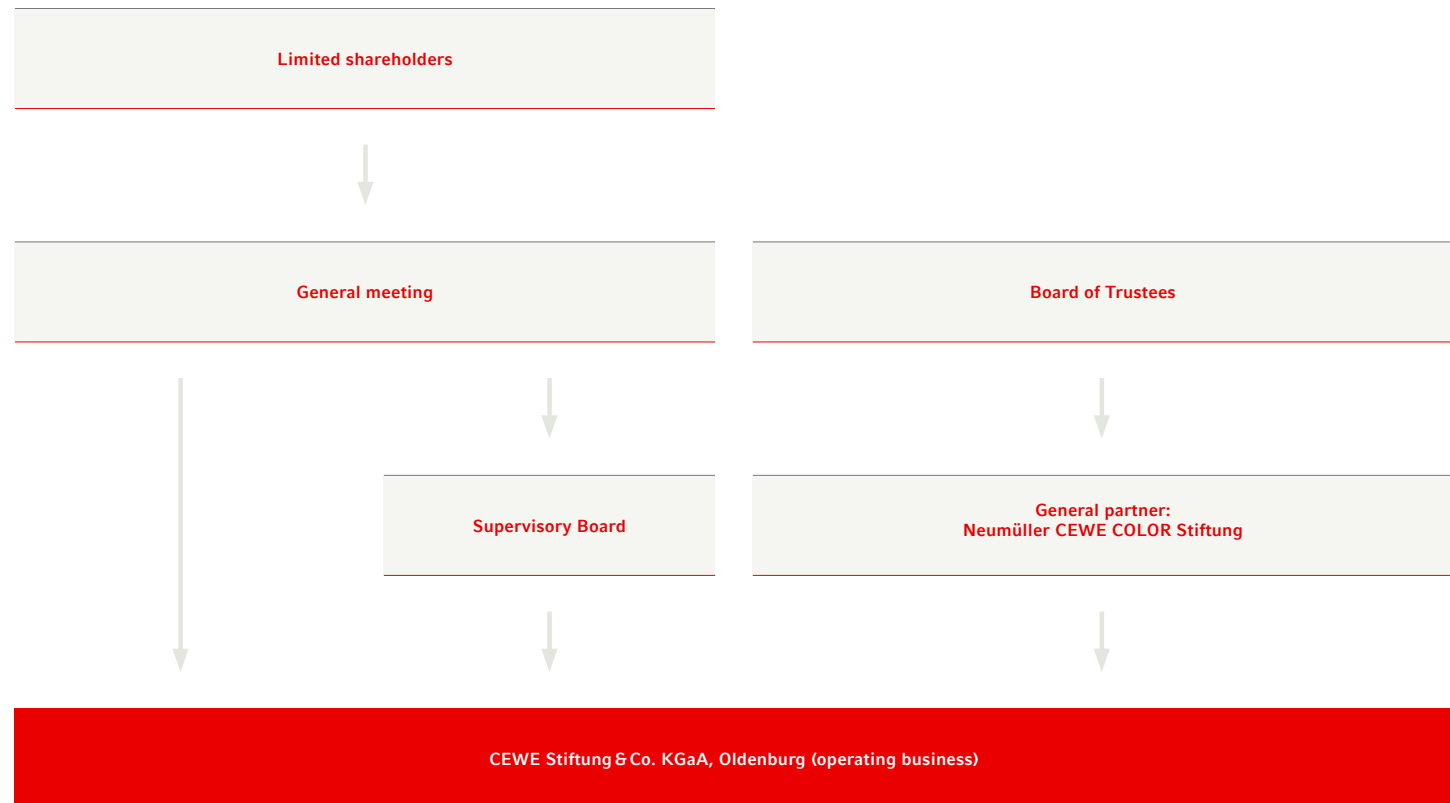 Limited shareholders
General meeting
Board of Trustees
Supervisory Board
General partner:
Neumüller CEWE COLOR Stiftung
CEWE Stiftung & Co. KGaA, Oldenburg (operating business)